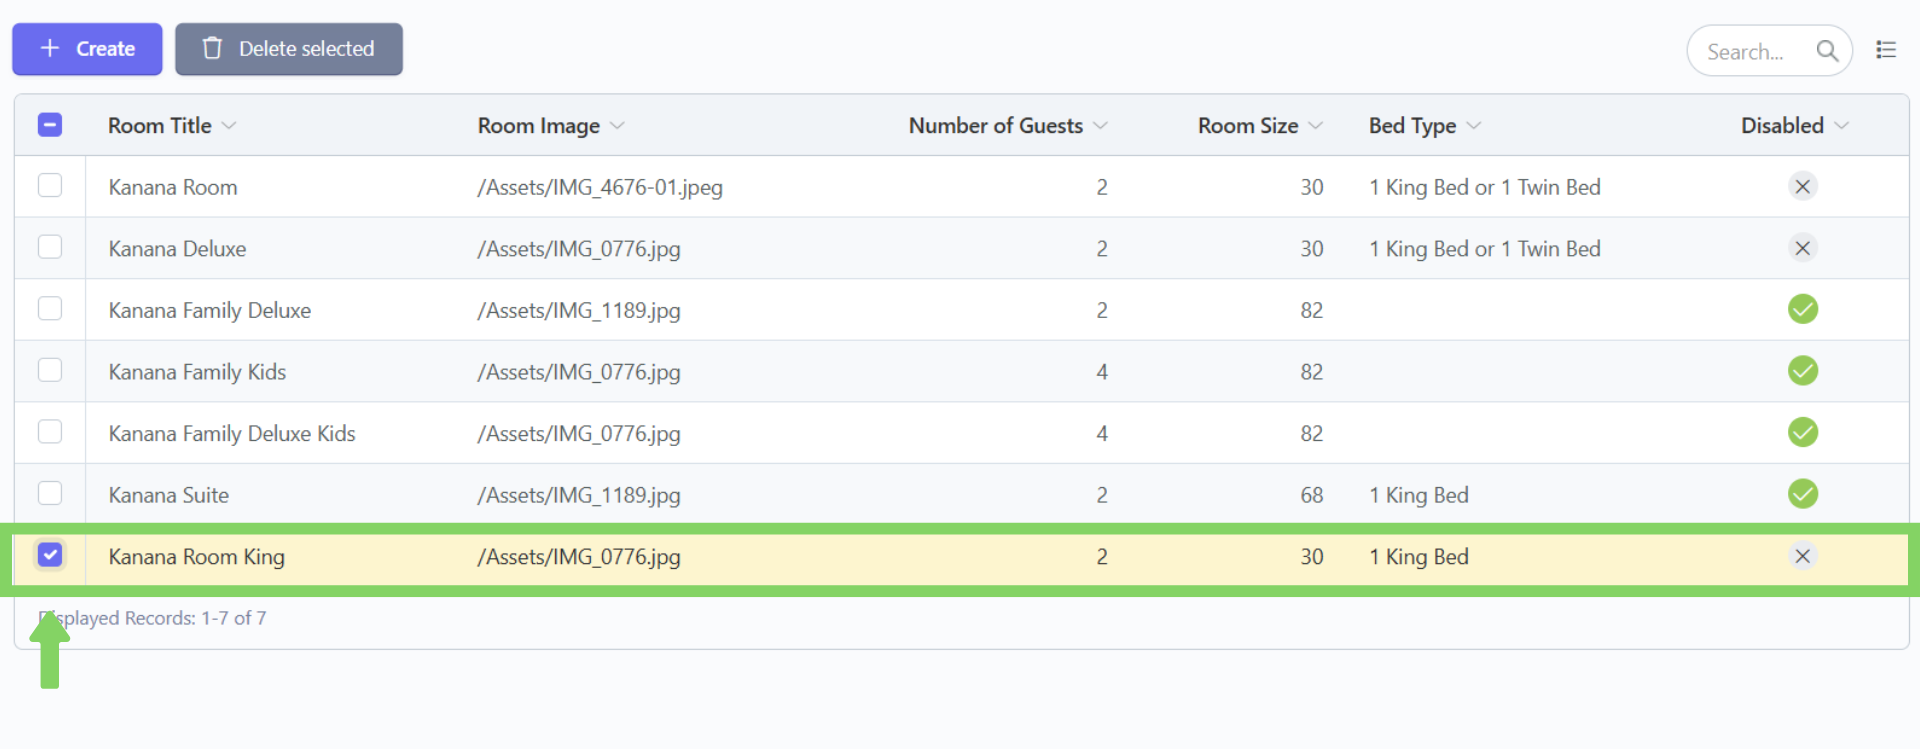 Create Delete selected Search...
Room Title Room Image Number of Guests Room Size Bed Type Disabled
Kanana Room /Assets/IMG_4676-01.jpeg 2 30 1 King Bed or 1 Twin Bed
Kanana Deluxe /Assets/IMG_0776.jpg 2 30 1 King Bed or 1 Twin Bed
Kanana Family Deluxe /Assets/IMG_1189.jpg 2 82
Kanana Family Kids /Assets/IMG_0776.jpg 4 82
Kanana Family Deluxe Kids /Assets/IMG_0776.jpg 4 82
Kanana Suite /Assets/IMG_1189.jpg 2 68 1 King Bed
Kanana Room King /Assets/IMG_0776.jpg 2 30 1 King Bed
Displayed Records: 1-7 of 7